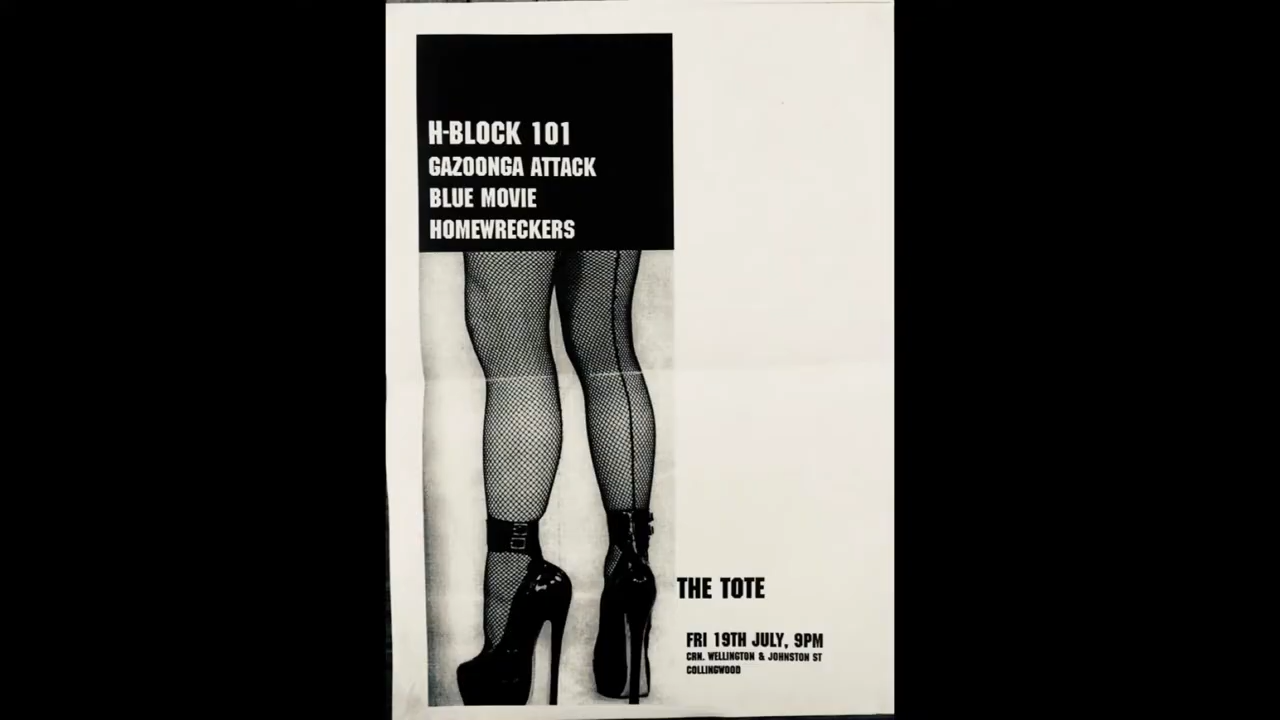 H-BLOCK 101
GAZOONGA ATTACK
BLUE MOVIE
HOMEWRECKERS
THE TOTE
FRI 19TH JULY, 9PM
CRN. WELLINGTON & JOHNSTON ST
COLLINGWOOD